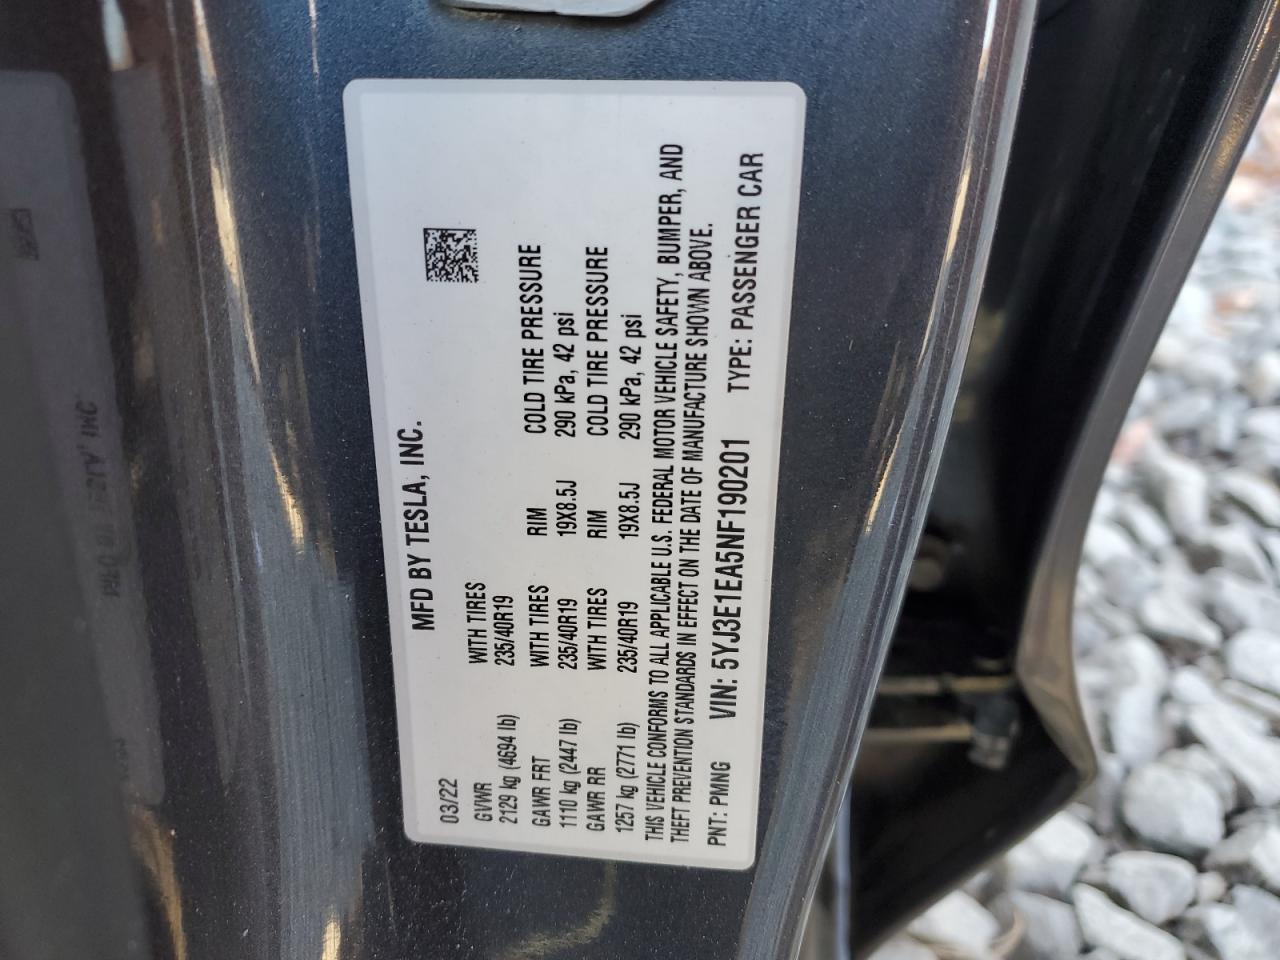 MFD BY TESLA, INC.
03/22
GVWR WITH TIRES
2129 kg (4694 lb) 235/40R19
GAWR FRT WITH TIRES RIM COLD TIRE PRESSURE
1110 kg (2447 lb) 235/40R19 19X8.5J 290 kPa, 42 psi
GAWR RR WITH TIRES RIM COLD TIRE PRESSURE
1257 kg (2771 lb) 235/40R19 19X8.5J 290 kPa, 42 psi
THIS VEHICLE CONFORMS TO ALL APPLICABLE U.S. FEDERAL MOTOR VEHICLE SAFETY, BUMPER, AND
THEFT PREVENTION STANDARDS IN EFFECT ON THE DATE OF MANUFACTURE SHOWN ABOVE.
PNT: PMNG VIN: 5YJ3E1EA5NF190201 TYPE: PASSENGER CAR